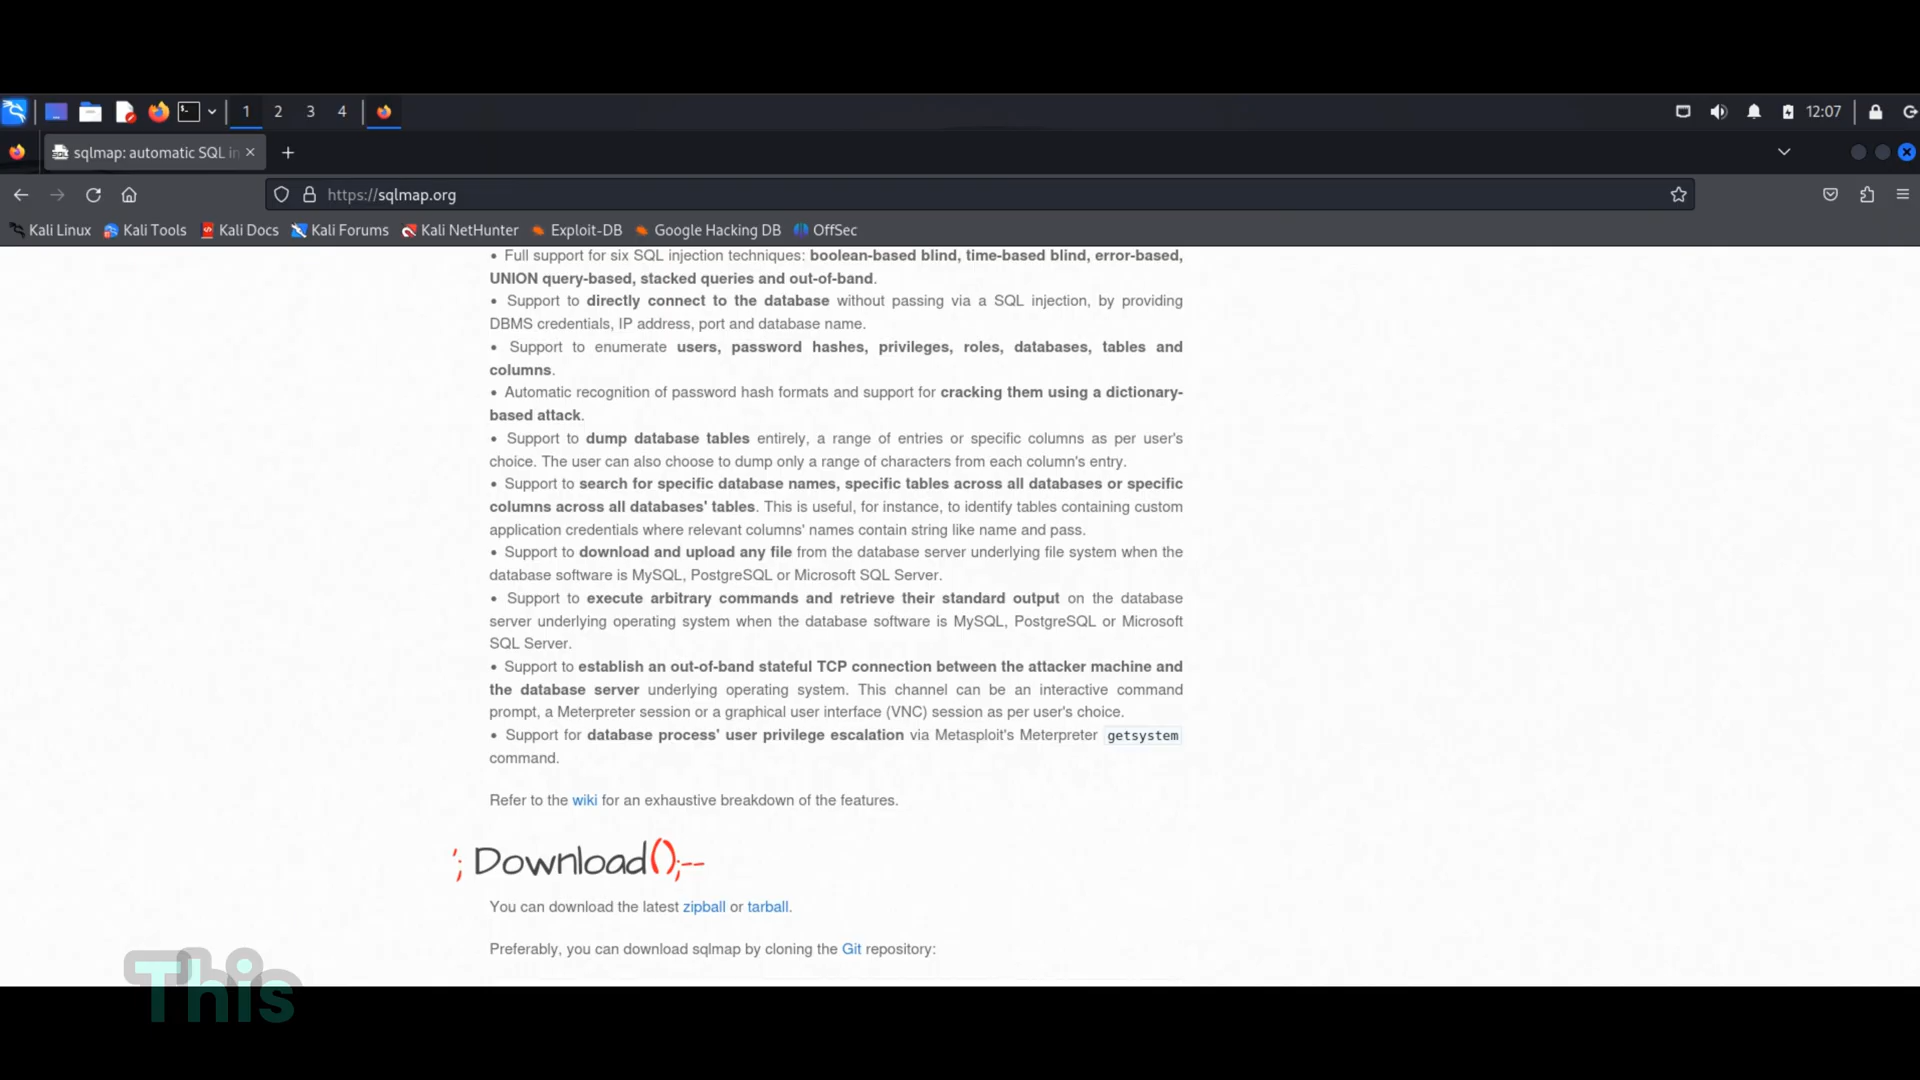 1 2 3 4 12:07
sqlmap: automatic SQL in
https://sqlmap.org
Kali Linux Kali Tools Kali Docs Kali Forums Kali NetHunter Exploit-DB Google Hacking DB OffSec
• Full support for six SQL injection techniques: boolean-based blind, time-based blind, error-based,
UNION query-based, stacked queries and out-of-band.
• Support to directly connect to the database without passing via a SQL injection, by providing
DBMS credentials, IP address, port and database name.
• Support to enumerate users, password hashes, privileges, roles, databases, tables and
columns.
• Automatic recognition of password hash formats and support for cracking them using a dictionary-
based attack.
• Support to dump database tables entirely, a range of entries or specific columns as per user's
choice. The user can also choose to dump only a range of characters from each column's entry.
• Support to search for specific database names, specific tables across all databases or specific
columns across all databases' tables. This is useful, for instance, to identify tables containing custom
application credentials where relevant columns' names contain string like name and pass.
• Support to download and upload any file from the database server underlying file system when the
database software is MySQL, PostgreSQL or Microsoft SQL Server.
• Support to execute arbitrary commands and retrieve their standard output on the database
server underlying operating system when the database software is MySQL, PostgreSQL or Microsoft
SQL Server.
• Support to establish an out-of-band stateful TCP connection between the attacker machine and
the database server underlying operating system. This channel can be an interactive command
prompt, a Meterpreter session or a graphical user interface (VNC) session as per user's choice.
• Support for database process' user privilege escalation via Metasploit's Meterpreter getsystem
command.
Refer to the wiki for an exhaustive breakdown of the features.
'; Download();--
You can download the latest zipball or tarball.
Preferably, you can download sqlmap by cloning the Git repository:
This